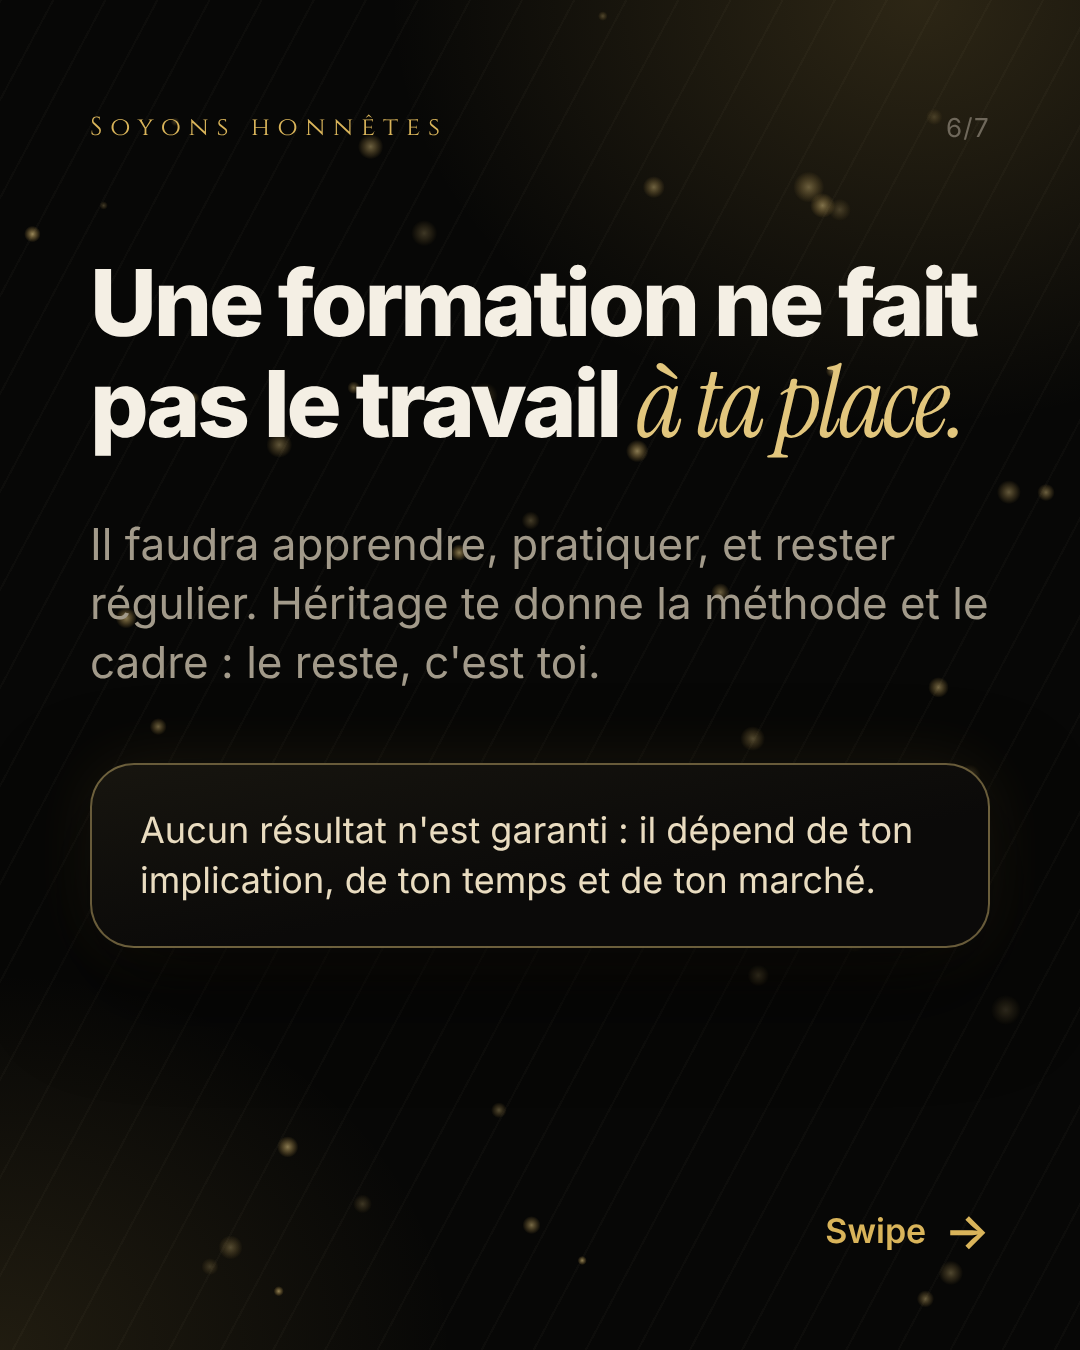 Soyons honnêtes
6/7
Une formation ne fait
pas le travail à ta place.
Il faudra apprendre, pratiquer, et rester
régulier. Héritage te donne la méthode et le
cadre : le reste, c'est toi.
Aucun résultat n'est garanti : il dépend de ton
implication, de ton temps et de ton marché.
Swipe →